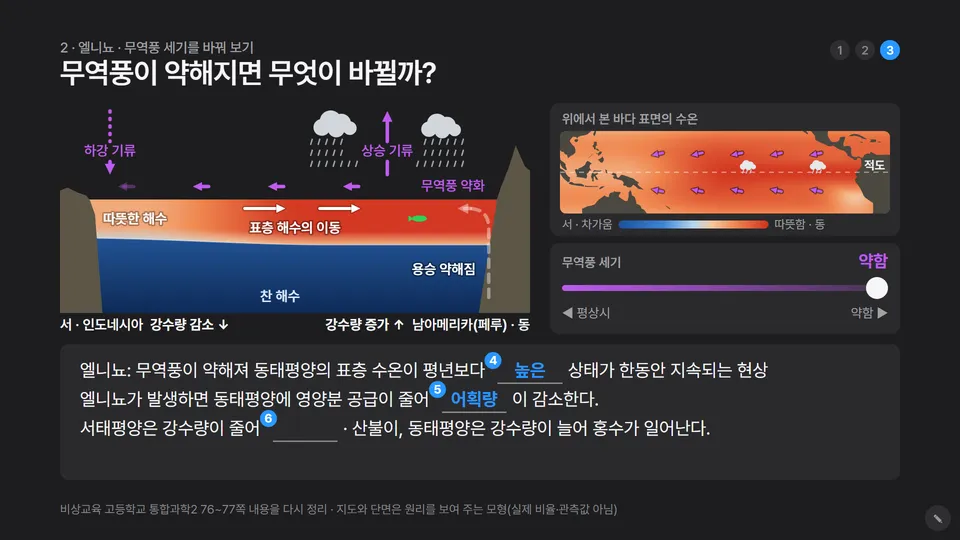 2 · 엘니뇨 · 무역풍 세기를 바꿔 보기
무역풍이 약해지면 무엇이 바뀔까?
1 2 3
하강 기류
상승 기류
무역풍 약화
따뜻한 해수
표층 해수의 이동
용승 약해짐
찬 해수
서 · 인도네시아 강수량 감소 ↓
강수량 증가 ↑ 남아메리카(페루) · 동
위에서 본 바다 표면의 수온
적도
서 · 차가움
따뜻함 · 동
무역풍 세기
약함
◀ 평상시
약함 ▶
엘니뇨: 무역풍이 약해져 동태평양의 표층 수온이 평년보다 4 높은 상태가 한동안 지속되는 현상
엘니뇨가 발생하면 동태평양에 영양분 공급이 줄어 5 어획량 이 감소한다.
서태평양은 강수량이 줄어 6 ______ · 산불이, 동태평양은 강수량이 늘어 홍수가 일어난다.
비상교육 고등학교 통합과학2 76~77쪽 내용을 다시 정리 · 지도와 단면은 원리를 보여 주는 모형(실제 비율·관측값 아님)